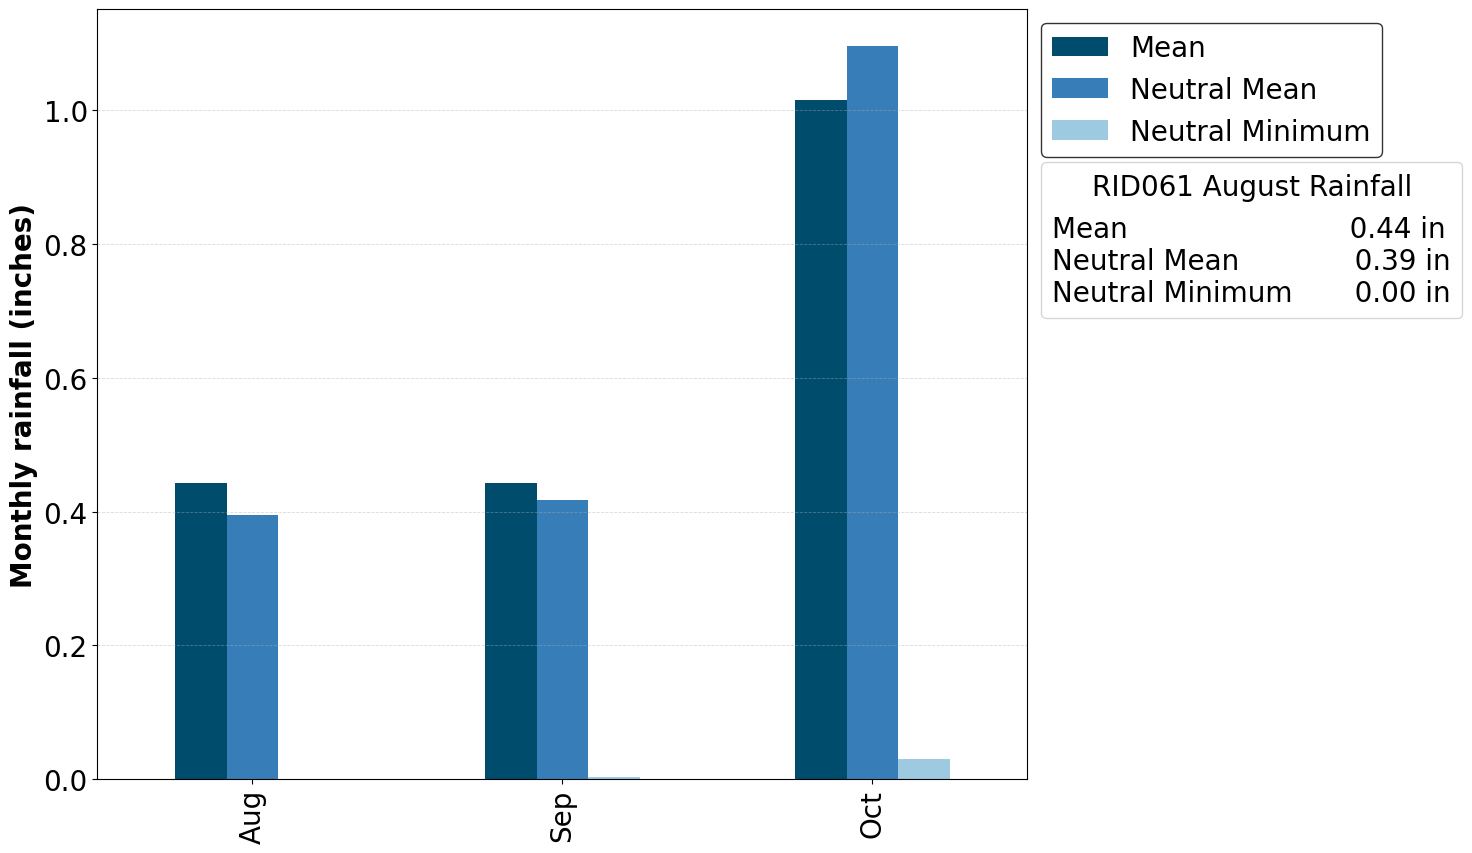 Monthly rainfall (inches)
1.0
0.8
0.6
0.4
0.2
0.0
Aug
Sep
Oct
Mean
Neutral Mean
Neutral Minimum
RID061 August Rainfall
Mean 0.44 in
Neutral Mean 0.39 in
Neutral Minimum 0.00 in